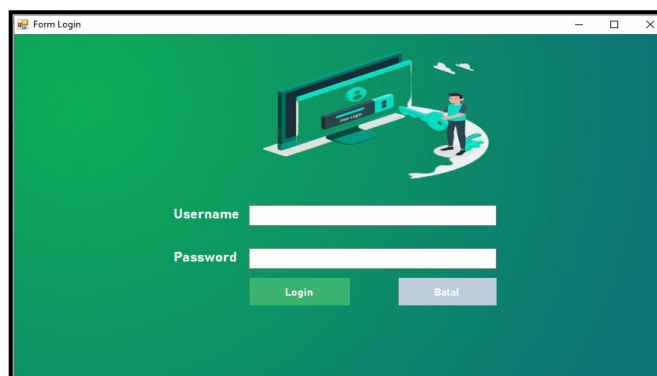 Form Login
User Login
Username
Password
Login
Batal